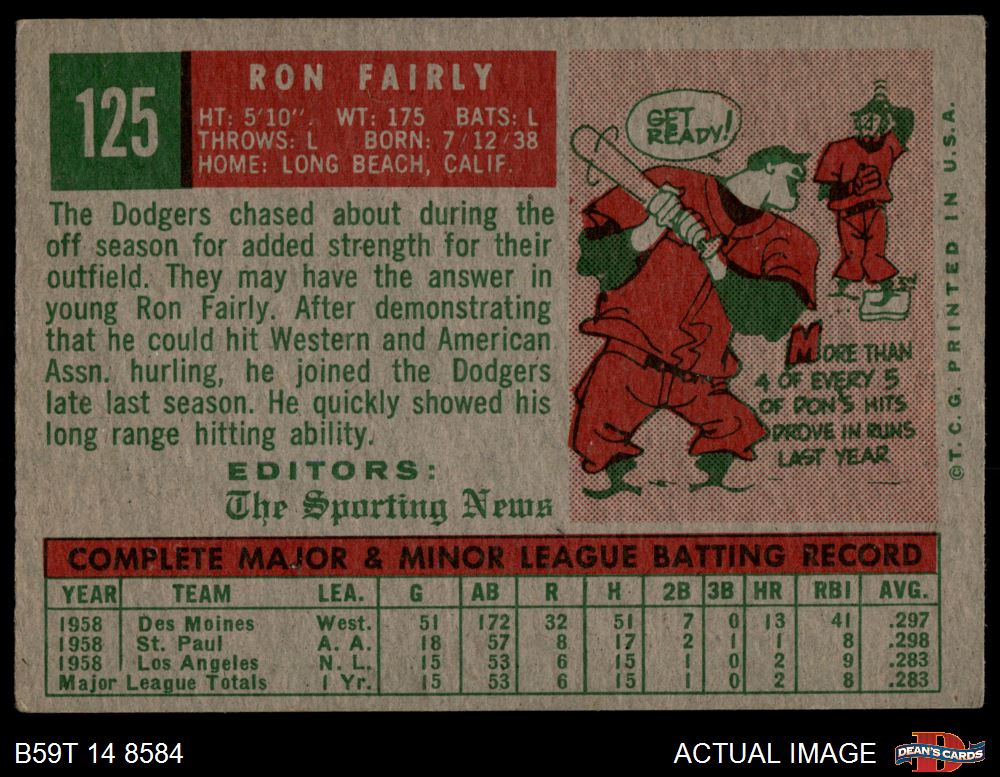 125
RON FAIRLY
HT: 5'10". WT: 175 BATS: L
THROWS: L BORN: 7/12/38
HOME: LONG BEACH, CALIF.
The Dodgers chased about during the
off season for added strength for their
outfield. They may have the answer in
young Ron Fairly. After demonstrating
that he could hit Western and American
Assn. hurling, he joined the Dodgers
late last season. He quickly showed his
long range hitting ability.
EDITORS:
The Sporting News
GET
READY!
MORE THAN
4 OF EVERY 5
OF DON'S HITS
DROVE IN RUNS
LAST YEAR
©T.C.G. PRINTED IN U.S.A.
COMPLETE MAJOR & MINOR LEAGUE BATTING RECORD
YEAR TEAM LEA. G AB R H 2B 3B HR RBI AVG.
1958 Des Moines West. 51 172 32 51 7 0 13 41 .297
1958 St. Paul A. A. 18 57 8 17 2 1 1 8 .298
1958 Los Angeles N. L. 15 53 6 15 1 0 2 9 .283
Major League Totals 1 Yr. 15 53 6 15 1 0 2 8 .283
B59T 14 8584
ACTUAL IMAGE
DEAN'S CARDS